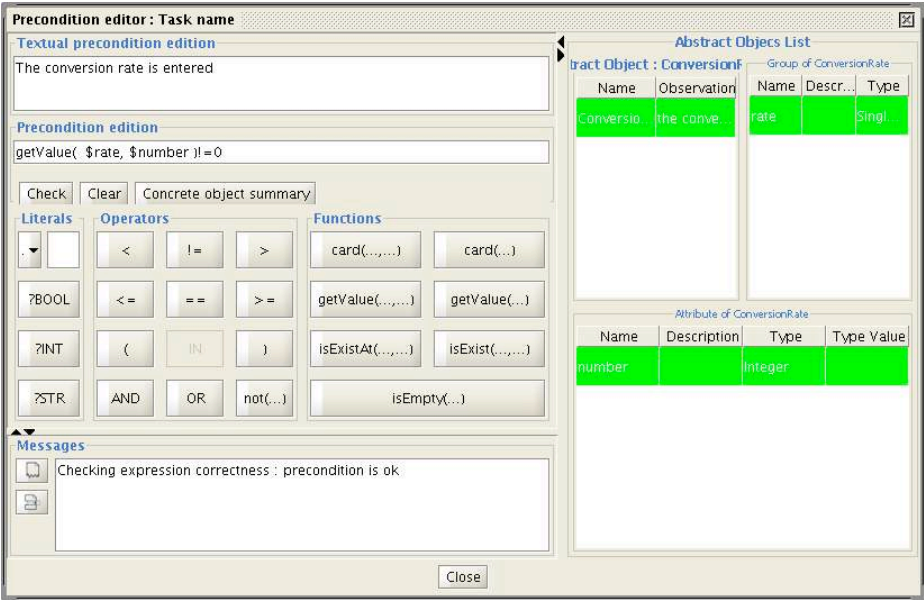 Precondition editor : Task name
Textual precondition edition
The conversion rate is entered
Precondition edition
getValue( $rate, $number )!=0
Check Clear Concrete object summary
Literals Operators Functions
. < != > card(...,...) card(...)
?BOOL <= == >= getValue(...,...) getValue(...)
?INT ( IN ) isExistAt(...,...) isExist(...,...)
?STR AND OR not(...) isEmpty(...)
Messages
Checking expression correctness : precondition is ok
Abstract Objecs List
tract Object : ConversionF
Name Observation
Conversio... the conve...
Group of ConversionRate
Name Descr... Type
rate Singl...
Attribute of ConversionRate
Name Description Type Type Value
number Integer
Close